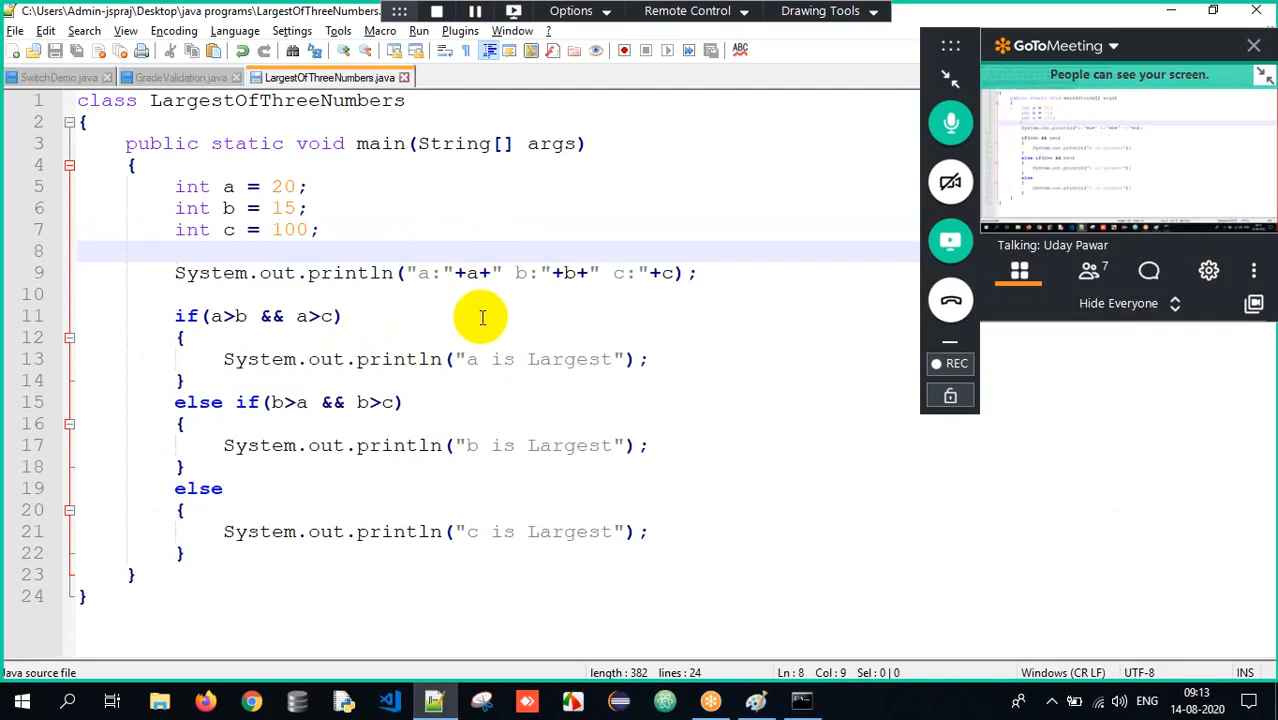 C:\Users\Admin-jspraj\Desktop\java programs\LargestOfThreeNumbers.
Options
Remote Control
Drawing Tools
File Edit Search View Encoding Language Settings Tools Macro Run Plugins Window ?
SwitchDemo.java GradeValidation.java LargestOfThreeNumbers.java
1 class LargestOfThreeNumbers
2 {
3 public static void main(String[] args)
4 {
5 int a = 20;
6 int b = 15;
7 int c = 100;
8
9 System.out.println("a:"+a+" b:"+b+" c:"+c);
10
11 if(a>b && a>c)
12 {
13 System.out.println("a is Largest");
14 }
15 else if(b>a && b>c)
16 {
17 System.out.println("b is Largest");
18 }
19 else
20 {
21 System.out.println("c is Largest");
22 }
23 }
24 }
GoToMeeting
People can see your screen.
Talking: Uday Pawar
7
Hide Everyone
REC
Java source file length : 382 lines : 24 Ln : 8 Col : 9 Sel : 0 | 0 Windows (CR LF) UTF-8 INS
ENG
09:13
14-08-2020